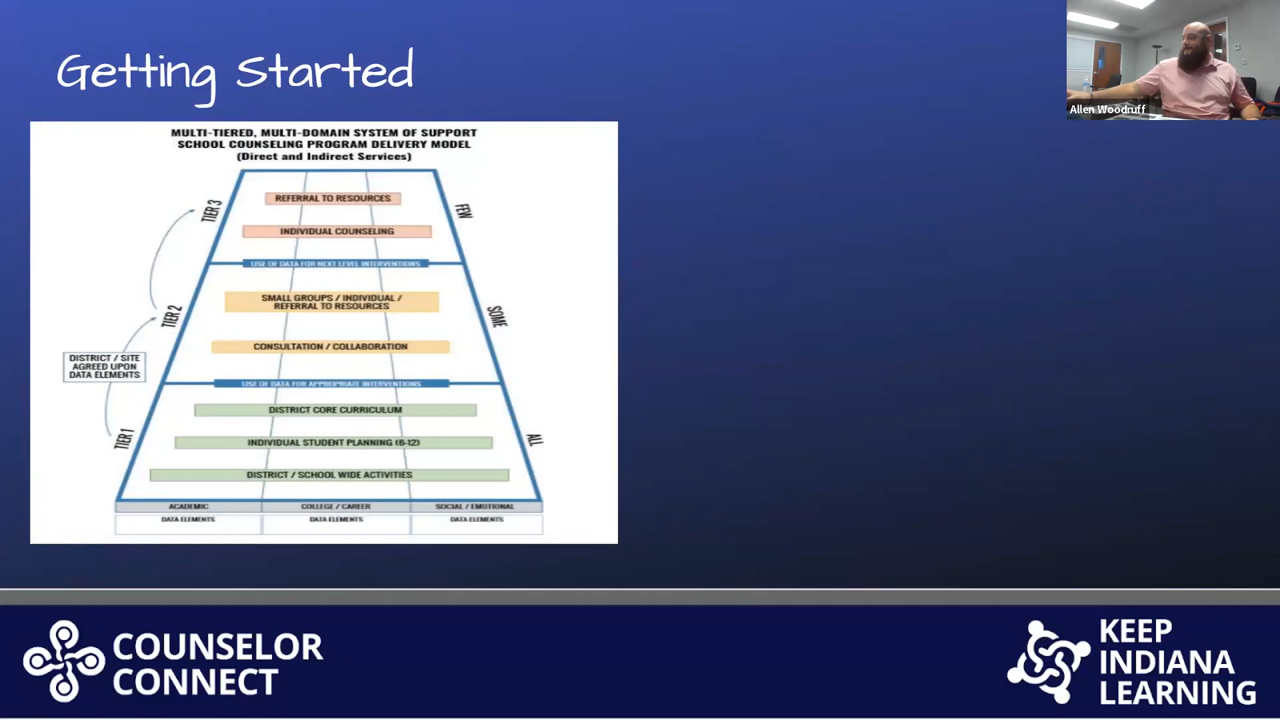 Getting Started
Allen Woodruff
MULTI-TIERED, MULTI-DOMAIN SYSTEM OF SUPPORT
SCHOOL COUNSELING PROGRAM DELIVERY MODEL
(Direct and Indirect Services)
TIER 3
FEW
REFERRAL TO RESOURCES
INDIVIDUAL COUNSELING
USE OF DATA FOR NEXT LEVEL INTERVENTIONS
TIER 2
SOME
SMALL GROUPS / INDIVIDUAL /
REFERRAL TO RESOURCES
CONSULTATION / COLLABORATION
DISTRICT / SITE
AGREED UPON
DATA ELEMENTS
USE OF DATA FOR APPROPRIATE INTERVENTIONS
TIER 1
ALL
DISTRICT CORE CURRICULUM
INDIVIDUAL STUDENT PLANNING (6-12)
DISTRICT / SCHOOL WIDE ACTIVITIES
ACADEMIC COLLEGE / CAREER SOCIAL / EMOTIONAL
DATA ELEMENTS DATA ELEMENTS DATA ELEMENTS
COUNSELOR
CONNECT
KEEP
INDIANA
LEARNING